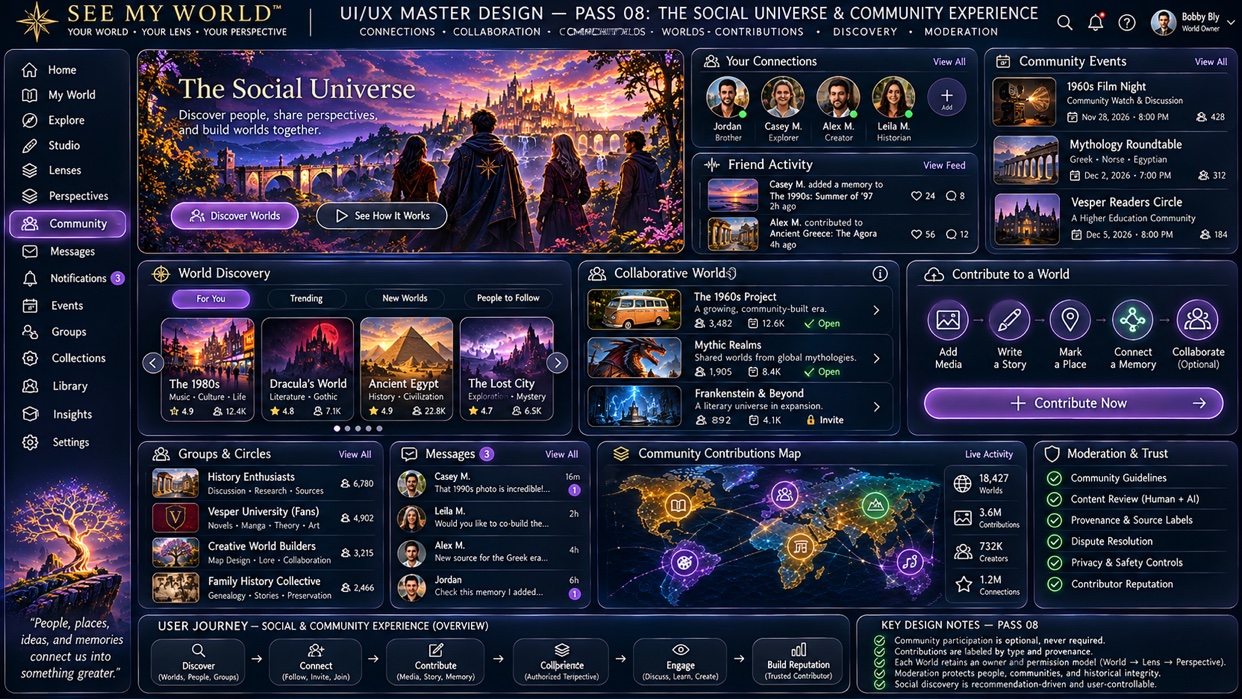 SEE MY WORLD™
YOUR WORLD • YOUR LENS • YOUR PERSPECTIVE
UI/UX MASTER DESIGN — PASS 08: THE SOCIAL UNIVERSE & COMMUNITY EXPERIENCE
CONNECTIONS • COLLABORATION • WORLDS • CONTRIBUTIONS • DISCOVERY • MODERATION
Bobby Bly
World Owner
Home
My World
Explore
Studio
Lenses
Perspectives
Community
Messages
Notifications 3
Events
Groups
Collections
Library
Insights
Settings
"People, places,
ideas, and memories
connect us into
something greater."
The Social Universe
Discover people, share perspectives,
and build worlds together.
Discover Worlds
See How It Works
Your Connections View All
Jordan
Brother
Casey M.
Explorer
Alex M.
Creator
Leila M.
Historian
Add
Friend Activity View Feed
Casey M. added a memory to
The 1990s: Summer of '97
2h ago
24 8
Alex M. contributed to
Ancient Greece: The Agora
4h ago
56 12
Community Events View All
1960s Film Night
Community Watch & Discussion
Nov 28, 2026 • 8:00 PM 428
Mythology Roundtable
Greek • Norse • Egyptian
Dec 2, 2026 • 7:00 PM 312
Vesper Readers Circle
A Higher Education Community
Dec 5, 2026 • 8:00 PM 184
World Discovery
For You Trending New Worlds People to Follow
The 1980s
Music • Culture • Life
4.9 12.4K
Dracula's World
Literature • Gothic
4.8 7.1K
Ancient Egypt
History • Civilization
4.9 22.8K
The Lost City
Exploration • Mystery
4.7 6.5K
Collaborative Worlds
The 1960s Project
A growing, community-built era.
3,482 12.6K Open
Mythic Realms
Shared worlds from global mythologies.
1,905 8.4K Open
Frankenstein & Beyond
A literary universe in expansion.
892 4.1K Invite
Contribute to a World
Add
Media
Write
a Story
Mark
a Place
Connect
a Memory
Collaborate
(Optional)
+ Contribute Now →
Groups & Circles View All
History Enthusiasts
Discussion • Research • Sources
6,780
Vesper University (Fans)
Novels • Manga • Theory • Art
4,902
Creative World Builders
Map Design • Lore • Collaboration
3,215
Family History Collective
Genealogy • Stories • Preservation
2,466
Messages 3 View All
Casey M. 16m
That 1990s photo is incredible!... 1
Leila M. 2h
Would you like to co-build the...
Alex M. 4h
New source for the Greek era...
Jordan 6h
Check this memory I added... 1
Community Contributions Map Live Activity
18,427
Worlds
3.6M
Contributions
732K
Creators
1.2M
Connections
Moderation & Trust
Community Guidelines
Content Review (Human + AI)
Provenance & Source Labels
Dispute Resolution
Privacy & Safety Controls
Contributor Reputation
USER JOURNEY — SOCIAL & COMMUNITY EXPERIENCE (OVERVIEW)
Discover
(Worlds, People, Groups)
→
Connect
(Follow, Invite, Join)
→
Contribute
(Media, Story, Memory)
→
(Authorized Terspective)
→
Engage
(Discuss, Learn, Create)
→
Build Reputation
(Trusted Contributor)
KEY DESIGN NOTES — PASS 08
Community participation is optional, never required.
Contributions are labeled by type and provenance.
Each World retains an owner and permission model (World → Lens → Perspective).
Moderation protects people, communities, and historical integrity.
Social discovery is recommendation-driven and user-controllable.